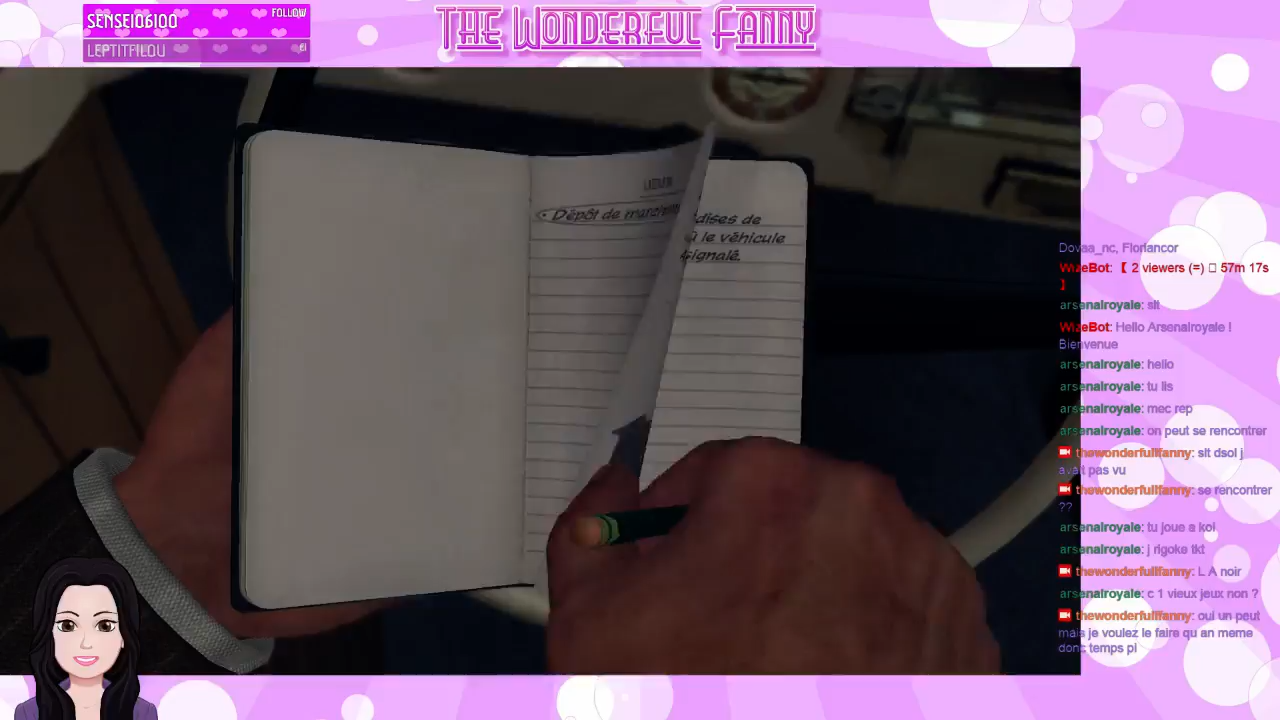 SENSEI06100
FOLLOW
LEPTITFILOU
The Wonderful Fanny
LIEUX
Dépôt de marchan
dises de
le véhicule
signalé.
Dovaa_nc, Floriancor
WizeBot: 【 2 viewers (=) 57m 17s
】
arsenalroyale: slt
WizeBot: Hello Arsenalroyale !
Bienvenue
arsenalroyale: hello
arsenalroyale: tu lis
arsenalroyale: mec rep
arsenalroyale: on peut se rencontrer
thewonderfullfanny: slt dsol j
avait pas vu
thewonderfullfanny: se rencontrer
??
arsenalroyale: tu joue a koi
arsenalroyale: j rigoke tkt
thewonderfullfanny: L A noir
arsenalroyale: c 1 vieux jeux non ?
thewonderfullfanny: oui un peut
mais je voulez le faire qu an meme
donc temps pi